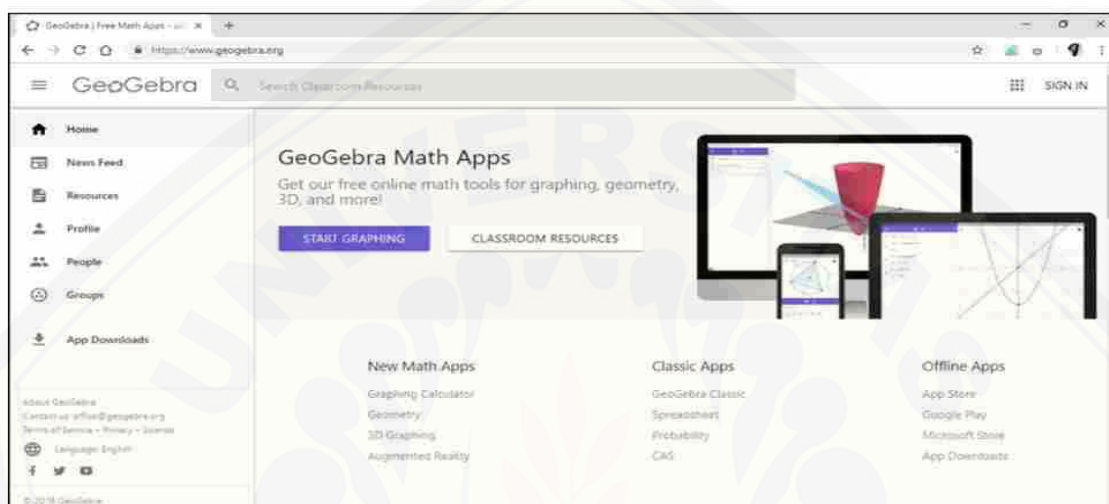 GeoGebra | Free Math Apps -
https://www.geogebra.org
GeoGebra
Search Classroom Resources
SIGN IN
Home
News Feed
Resources
Profile
People
Groups
App Downloads
About GeoGebra
Contact us: office@geogebra.org
Terms of Service – Privacy – License
Language: English
© 2018 GeoGebra
GeoGebra Math Apps
Get our free online math tools for graphing, geometry,
3D, and more!
START GRAPHING
CLASSROOM RESOURCES
New Math Apps
Graphing Calculator
Geometry
3D Graphing
Augmented Reality
Classic Apps
GeoGebra Classic
Spreadsheet
Probability
CAS
Offline Apps
App Store
Google Play
Microsoft Store
App Downloads
UNIVERSITAS